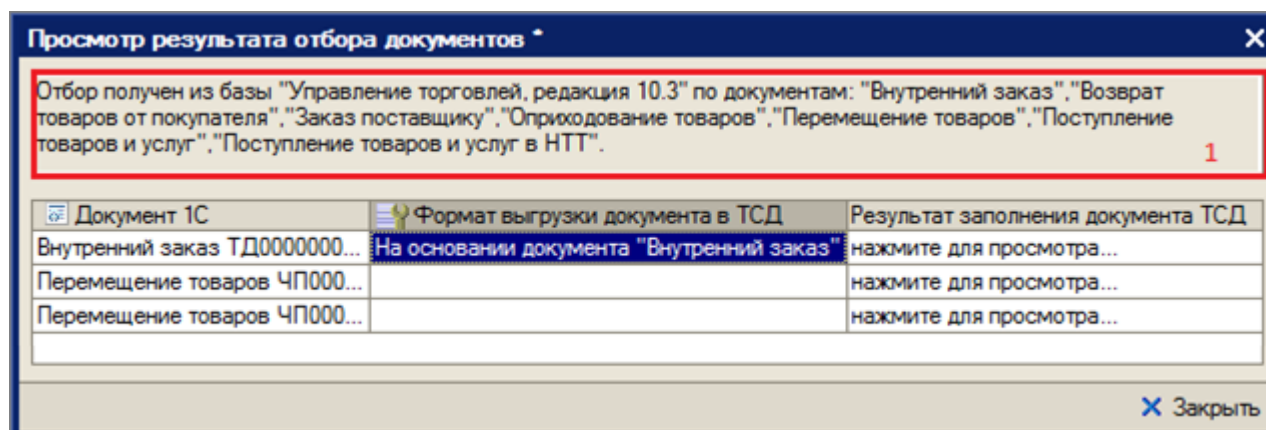 Просмотр результата отбора документов *
Отбор получен из базы "Управление торговлей, редакция 10.3" по документам: "Внутренний заказ","Возврат
товаров от покупателя","Заказ поставщику","Оприходование товаров","Перемещение товаров","Поступление
товаров и услуг","Поступление товаров и услуг в НТТ".
1
Документ 1С Формат выгрузки документа в ТСД Результат заполнения документа ТСД
Внутренний заказ ТД0000000... На основании документа "Внутренний заказ" нажмите для просмотра...
Перемещение товаров ЧП000... нажмите для просмотра...
Перемещение товаров ЧП000... нажмите для просмотра...
Закрыть